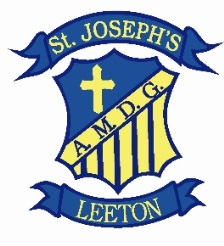 St. JOSEPH'S
A. M. D. G.
LEETON